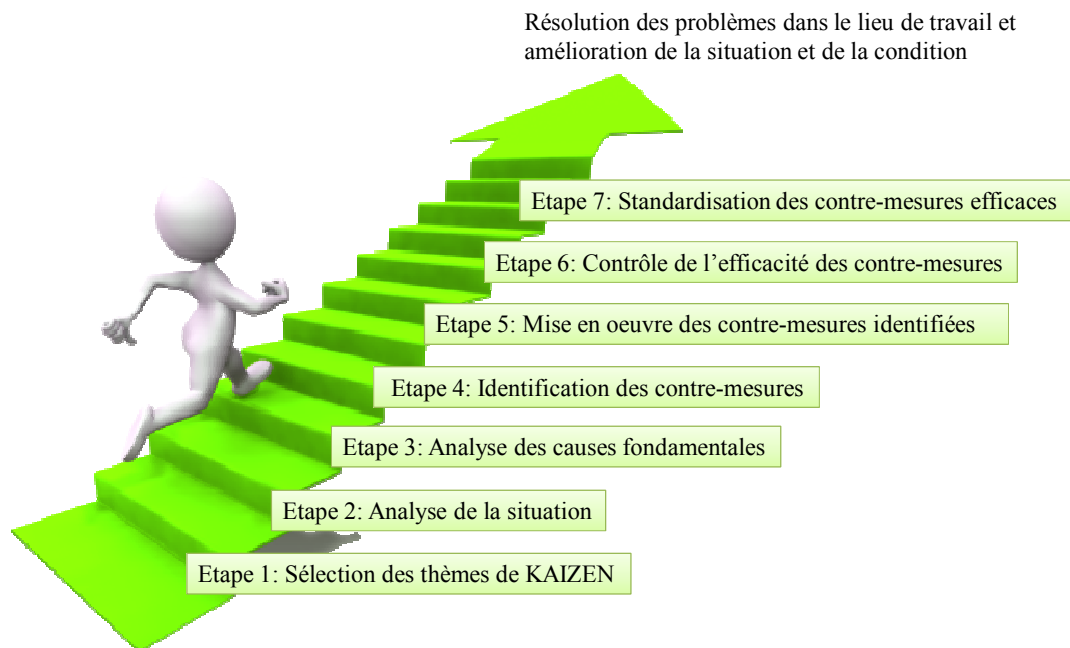 Résolution des problèmes dans le lieu de travail et
amélioration de la situation et de la condition
Etape 7: Standardisation des contre-mesures efficaces
Etape 6: Contrôle de l’efficacité des contre-mesures
Etape 5: Mise en oeuvre des contre-mesures identifiées
Etape 4: Identification des contre-mesures
Etape 3: Analyse des causes fondamentales
Etape 2: Analyse de la situation
Etape 1: Sélection des thèmes de KAIZEN